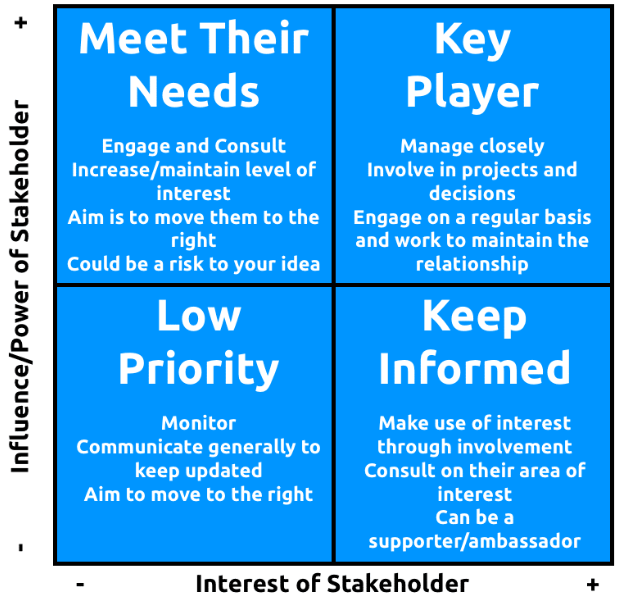 +
Influence/Power of Stakeholder
-
Meet Their
Needs
Engage and Consult
Increase/maintain level of
interest
Aim is to move them to the
right
Could be a risk to your idea
Key
Player
Manage closely
Involve in projects and
decisions
Engage on a regular basis
and work to maintain the
relationship
Low
Priority
Monitor
Communicate generally to
keep updated
Aim to move to the right
Keep
Informed
Make use of interest
through involvement
Consult on their area of
interest
Can be a
supporter/ambassador
-
Interest of Stakeholder
+